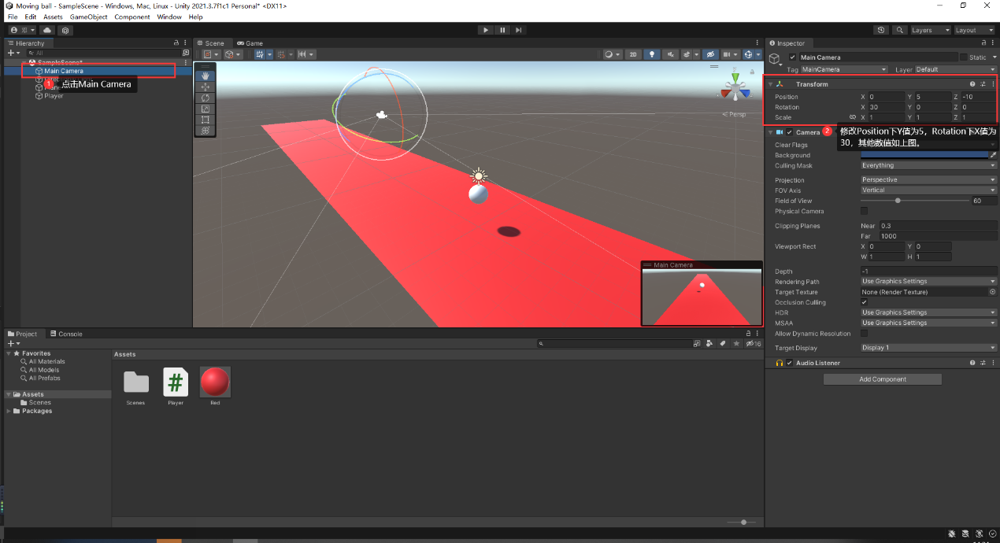 Moving ball - SampleScene - Windows, Mac, Linux - Unity 2021.3.7f1c1 Personal* <DX11>
File Edit Assets GameObject Component Window Help
Layers Layout
Hierarchy
All
SampleScene*
Main Camera
1 点击Main Camera
Player
Scene Game
2D
Persp
Main Camera
Inspector
Main Camera Static
Tag MainCamera Layer Default
Transform
Position X 0 Y 5 Z -10
Rotation X 30 Y 0 Z 0
Scale X 1 Y 1 Z 1
Camera
2 修改Position下Y值为5，Rotation下X值为
30，其他数值如上图。
Clear Flags
Background
Culling Mask Everything
Projection Perspective
FOV Axis Vertical
Field of View 60
Physical Camera
Clipping Planes Near 0.3
Far 1000
Viewport Rect X 0 Y 0
W 1 H 1
Depth -1
Rendering Path Use Graphics Settings
Target Texture None (Render Texture)
Occlusion Culling
HDR Use Graphics Settings
MSAA Use Graphics Settings
Allow Dynamic Resolution
Target Display Display 1
Audio Listener
Add Component
Project Console
16
Favorites
All Materials
All Models
All Prefabs
Assets
Scenes
Packages
Assets
Scenes
#
Player
Red